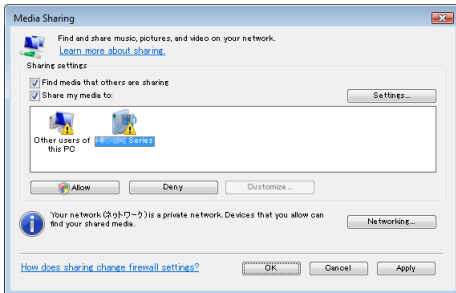 Media Sharing
Find and share music, pictures, and video on your network.
Learn more about sharing.
Sharing settings
Find media that others are sharing
Share my media to:
Settings...
Other users of
this PC
Series
Allow
Deny
Customize...
Your network (ネットワーク) is a private network. Devices that you allow can
find your shared media.
Networking...
How does sharing change firewall settings?
OK
Cancel
Apply